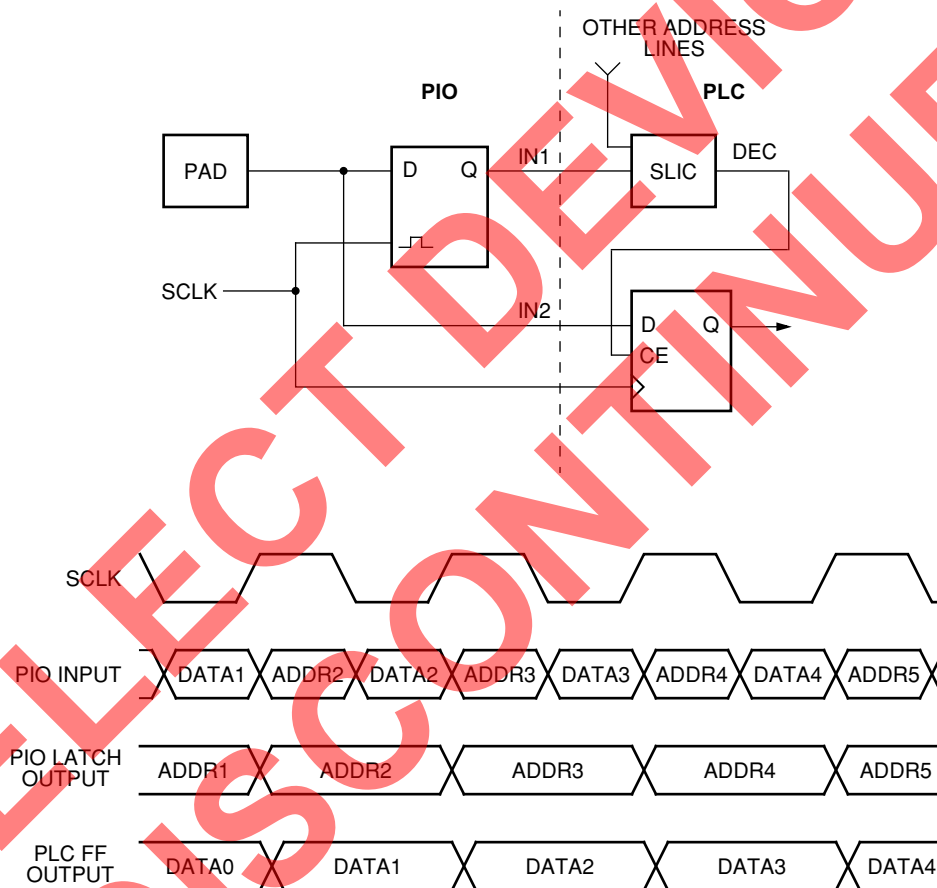 OTHER ADDRESS
LINES
PIO
PLC
PAD
D
Q
IN1
SLIC
DEC
SCLK
IN2
D
Q
CE
SCLK
PIO INPUT
DATA1
ADDR2
DATA2
ADDR3
DATA3
ADDR4
DATA4
ADDR5
PIO LATCH
OUTPUT
ADDR1
ADDR2
ADDR3
ADDR4
ADDR5
PLC FF
OUTPUT
DATA0
DATA1
DATA2
DATA3
DATA4
ELECT DEVIC
DISCONTINUE